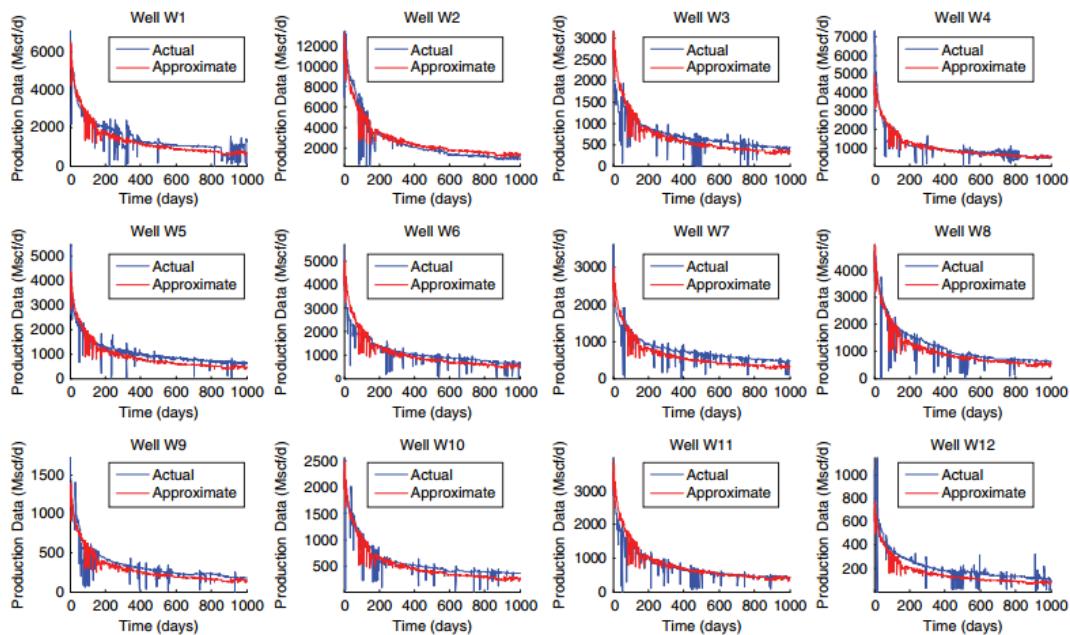 Well W1
Well W2
Well W3
Well W4
Production Data (Mscf/d)
6000
4000
2000
0
Actual
Approximate
0 200 400 600 800 1000
Time (days)
Production Data (Mscf/d)
12000
10000
8000
6000
4000
2000
Actual
Approximate
0 200 400 600 800 1000
Time (days)
Production Data (Mscf/d)
3000
2500
2000
1500
1000
500
0
Actual
Approximate
0 200 400 600 800 1000
Time (days)
Production Data (Mscf/d)
7000
6000
5000
4000
3000
2000
1000
0
Actual
Approximate
0 200 400 600 800 1000
Time (days)
Well W5
Well W6
Well W7
Well W8
Production Data (Mscf/d)
5000
4000
3000
2000
1000
0
Actual
Approximate
0 200 400 600 800 1000
Time (days)
Production Data (Mscf/d)
5000
4000
3000
2000
1000
0
Actual
Approximate
0 200 400 600 800 1000
Time (days)
Production Data (Mscf/d)
3000
2000
1000
0
Actual
Approximate
0 200 400 600 800 1000
Time (days)
Production Data (Mscf/d)
4000
3000
2000
1000
0
Actual
Approximate
0 200 400 600 800 1000
Time (days)
Well W9
Well W10
Well W11
Well W12
Production Data (Mscf/d)
1500
1000
500
0
Actual
Approximate
0 200 400 600 800 1000
Time (days)
Production Data (Mscf/d)
2500
2000
1500
1000
500
Actual
Approximate
0 200 400 600 800 1000
Time (days)
Production Data (Mscf/d)
3000
2000
1000
0
Actual
Approximate
0 200 400 600 800 1000
Time (days)
Production Data (Mscf/d)
1000
800
600
400
200
Actual
Approximate
0 200 400 600 800 1000
Time (days)